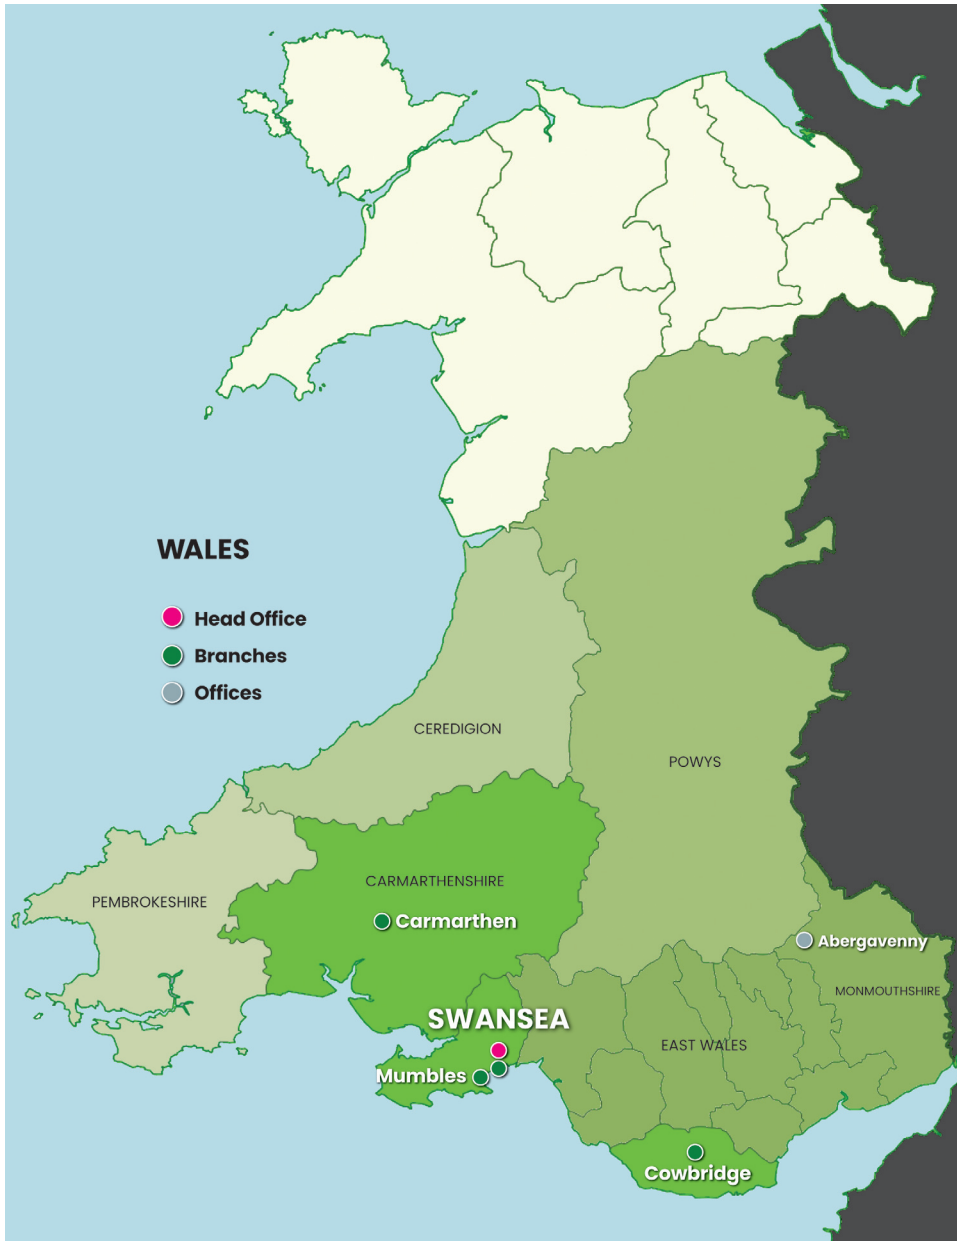 WALES
Head Office
Branches
Offices
CEREDIGION
POWYS
CARMARTHENSHIRE
PEMBROKESHIRE
Carmarthen
Abergavenny
MONMOUTHSHIRE
SWANSEA
EAST WALES
Mumbles
Cowbridge